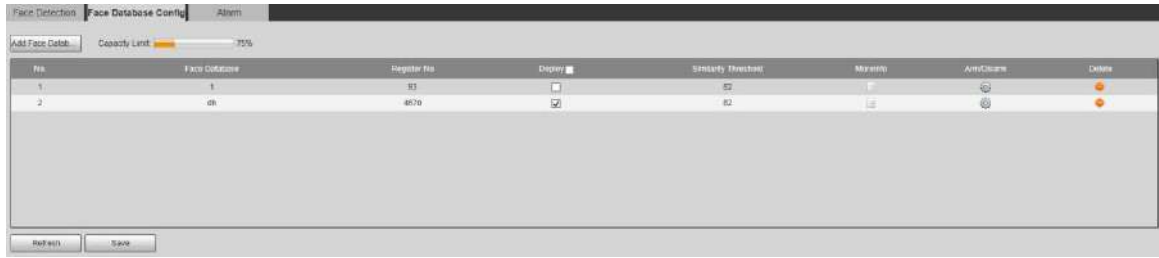 Face Detection Face Database Config Alarm
Add Face Datab... Capacity Limit 75%
No. Face Database Register No Deploy Similarity Threshold MoreInfo Arm/Disarm Delete
1 1 93 82
2 dh 4670 82
Refresh Save